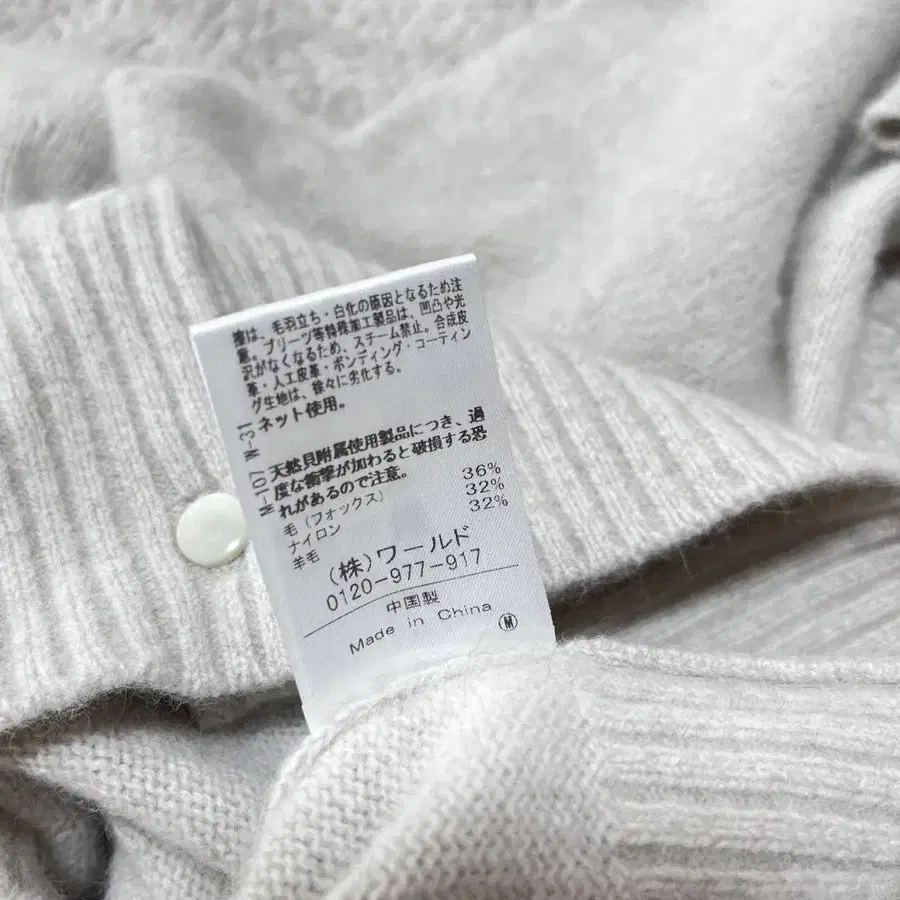 擦は、毛羽立ち・白化の原因となるため注
意。プリーツ等特殊加工製品は、凹凸や光
沢がなくなるため、スチーム禁止。合成皮
革・人工皮革・ボンディング・コーティン
グ生地は、徐々に劣化する。
ネット使用。
W-107 W-31
天然貝附属使用製品につき、過
度な衝撃が加わると破損する恐
れがあるので注意。
毛(フォックス) 36%
ナイロン 32%
羊毛 32%
(株)ワールド
0120-977-917
中国製
Made in China
M